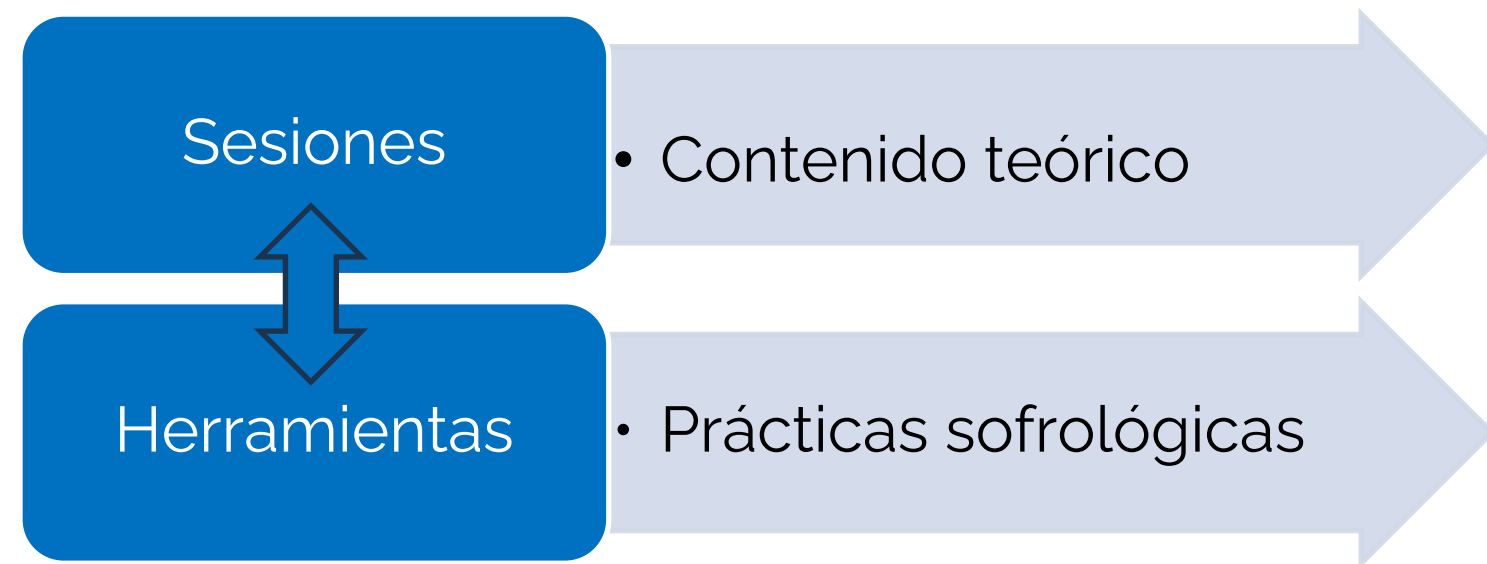 Sesiones
• Contenido teórico
Herramientas
• Prácticas sofrológicas